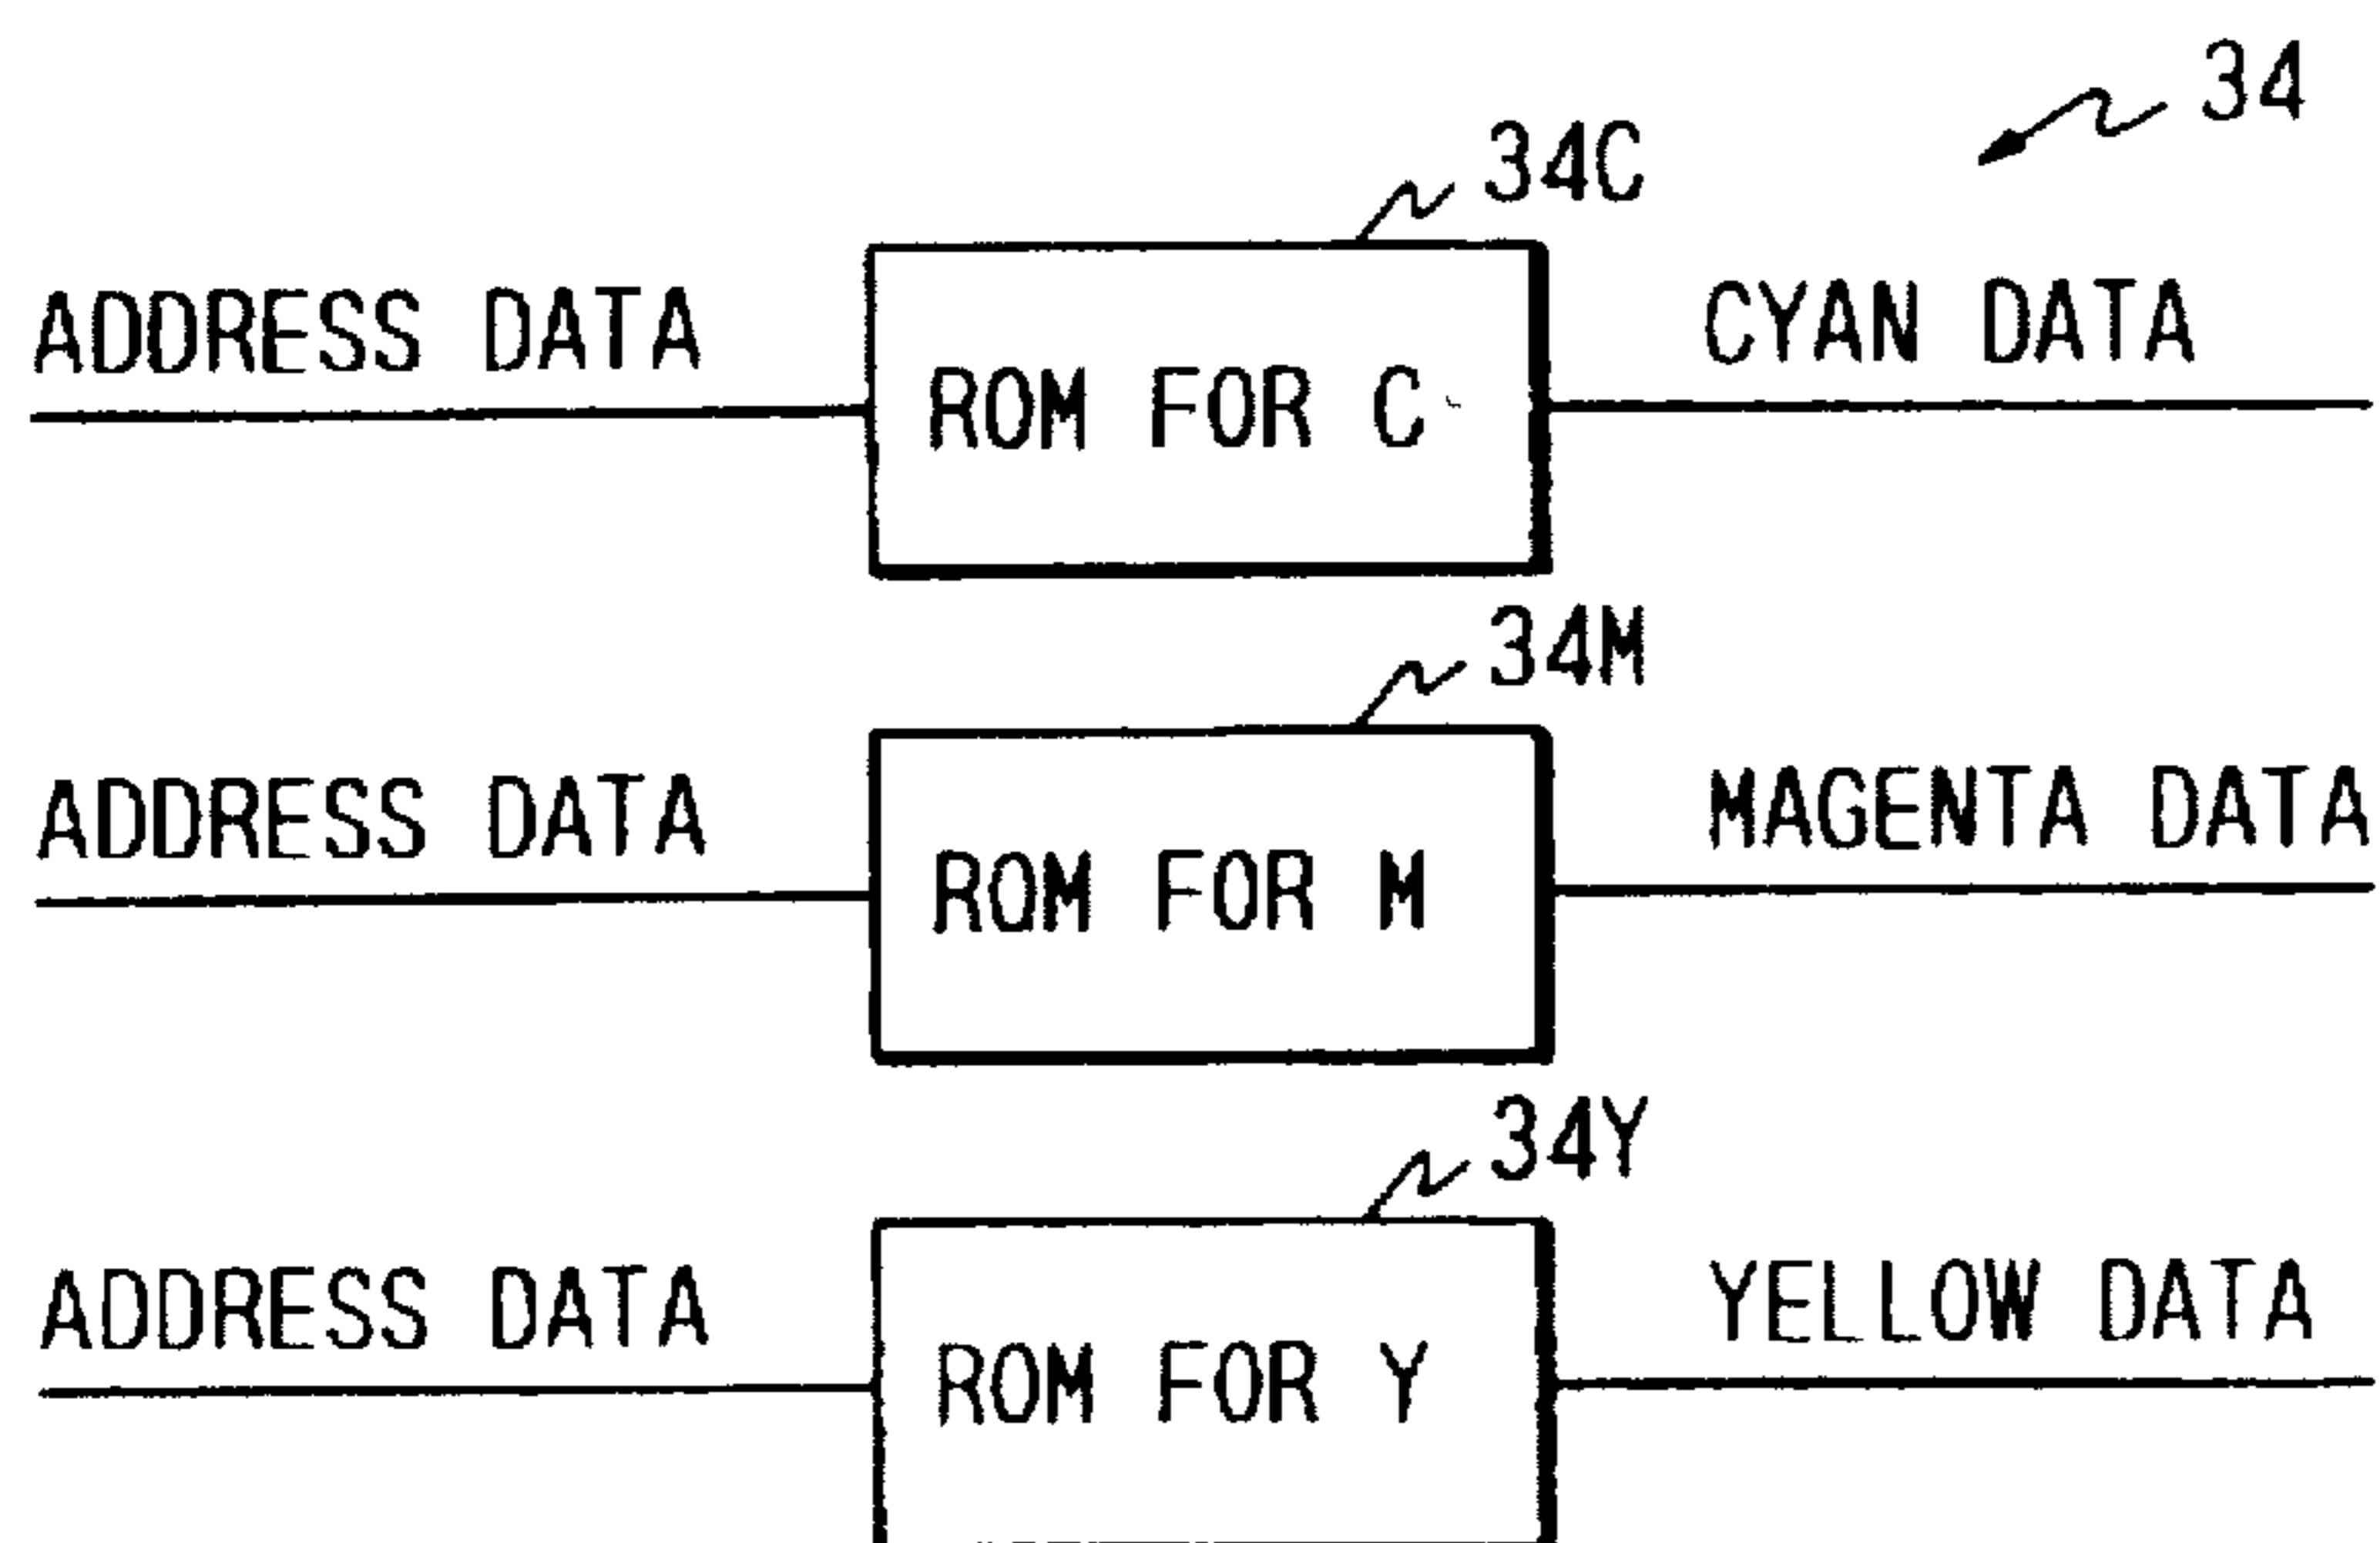 34
34C
ADDRESS DATA
ROM FOR C
CYAN DATA
34M
ADDRESS DATA
ROM FOR M
MAGENTA DATA
34Y
ADDRESS DATA
ROM FOR Y
YELLOW DATA